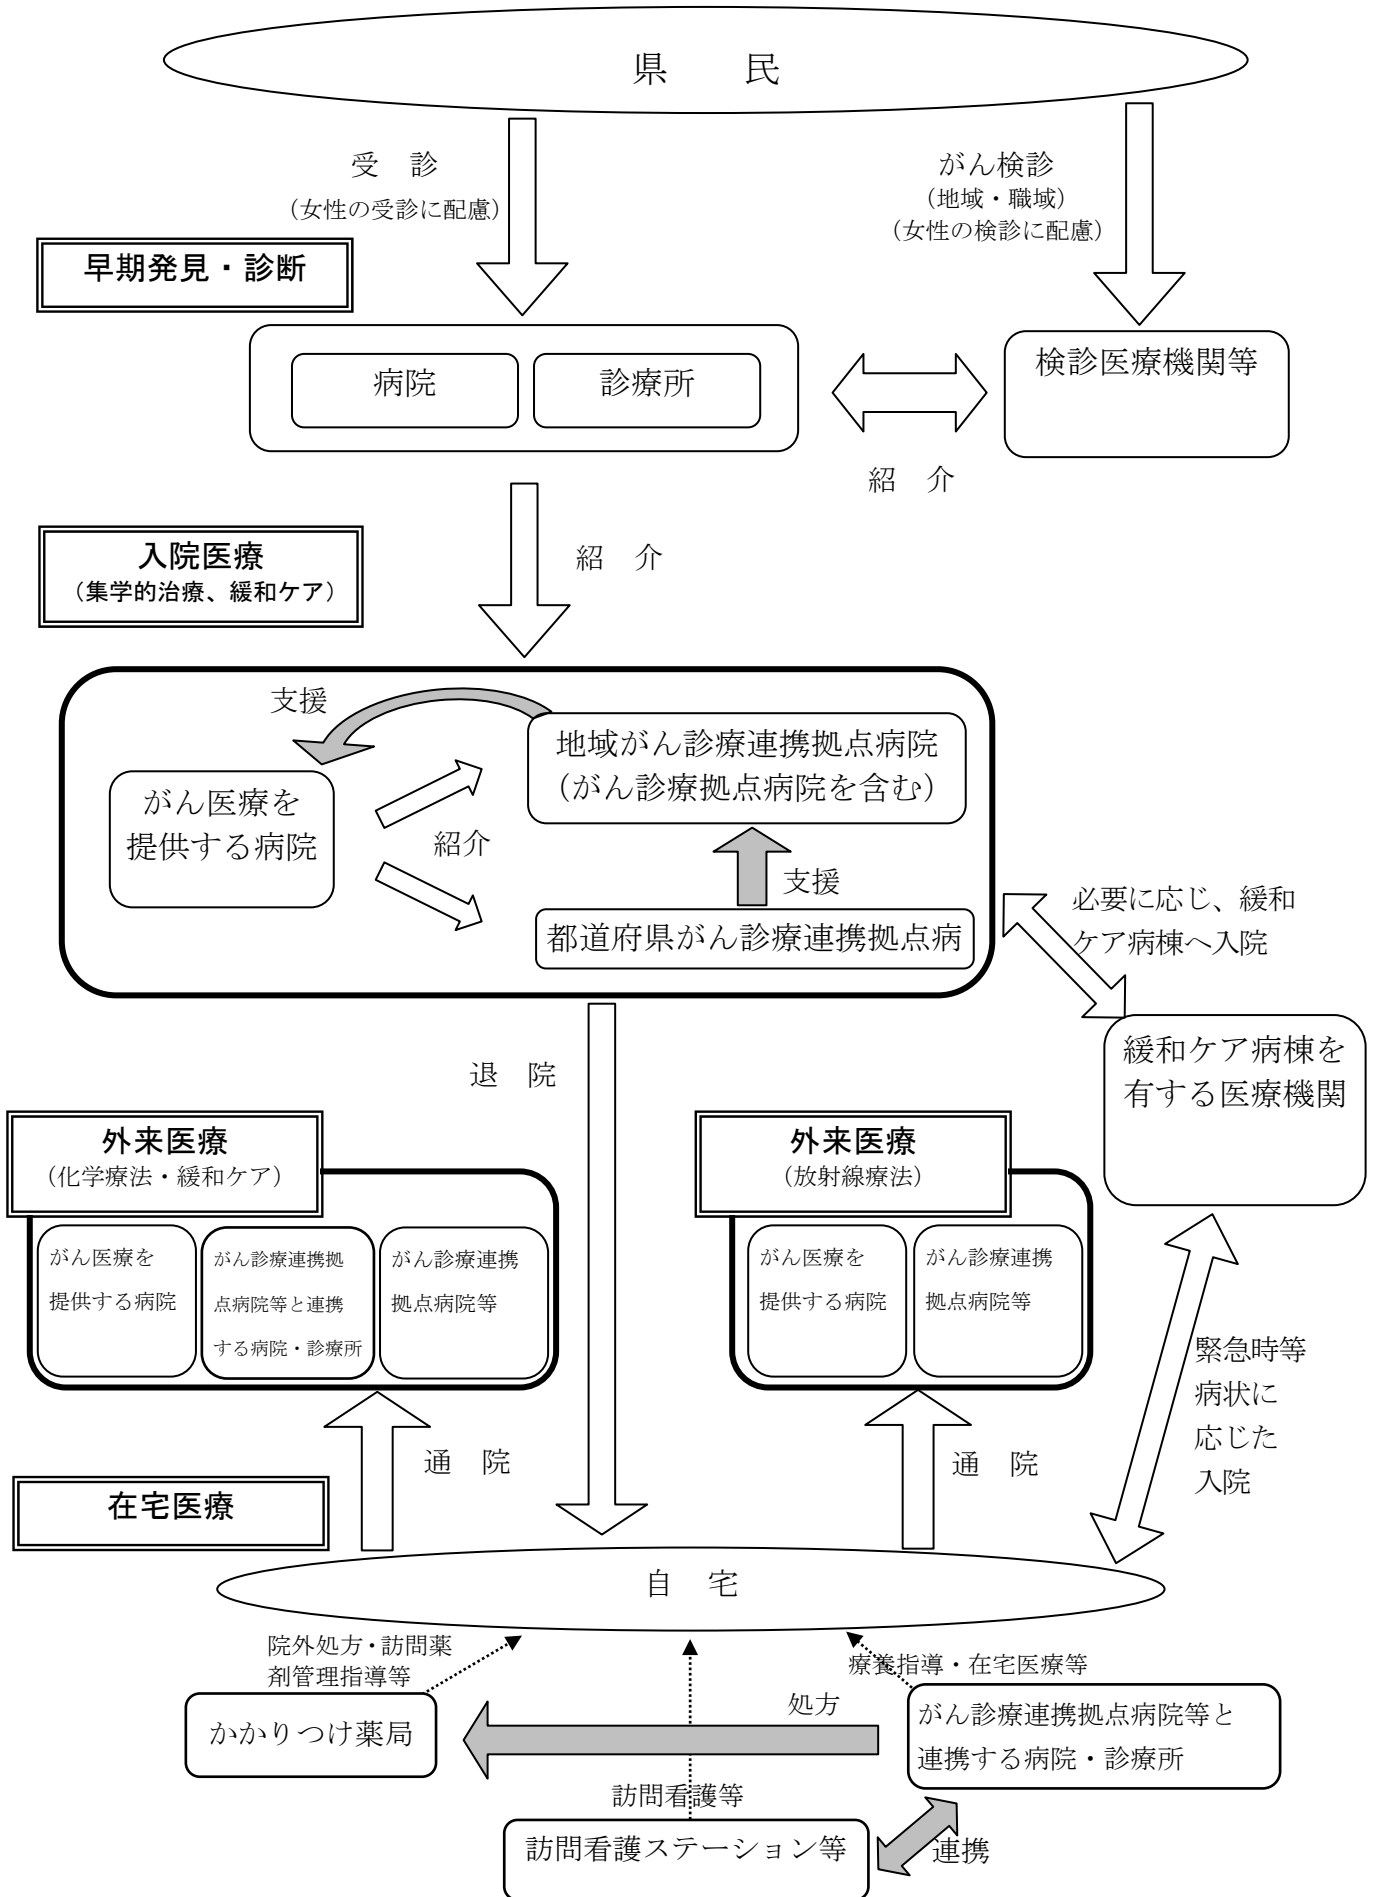 県　　民
受　診
（女性の受診に配慮）
がん検診
（地域・職域）
（女性の検診に配慮）
早期発見・診断
病院
診療所
検診医療機関等
紹　介
入院医療
（集学的治療、緩和ケア）
紹　介
支援
地域がん診療連携拠点病院
（がん診療拠点病院を含む）
がん医療を
提供する病院
紹介
支援
都道府県がん診療連携拠点病
必要に応じ、緩和
ケア病棟へ入院
緩和ケア病棟を
有する医療機関
退　院
外来医療
（化学療法・緩和ケア）
がん医療を
提供する病院
がん診療連携拠
点病院等と連携
する病院・診療所
がん診療連携
拠点病院等
外来医療
（放射線療法）
がん医療を
提供する病院
がん診療連携
拠点病院等
緊急時等
病状に
応じた
入院
通　院
通　院
在宅医療
自　宅
院外処方・訪問薬
剤管理指導等
療養指導・在宅医療等
かかりつけ薬局
処方
がん診療連携拠点病院等と
連携する病院・診療所
訪問看護等
訪問看護ステーション等
連携